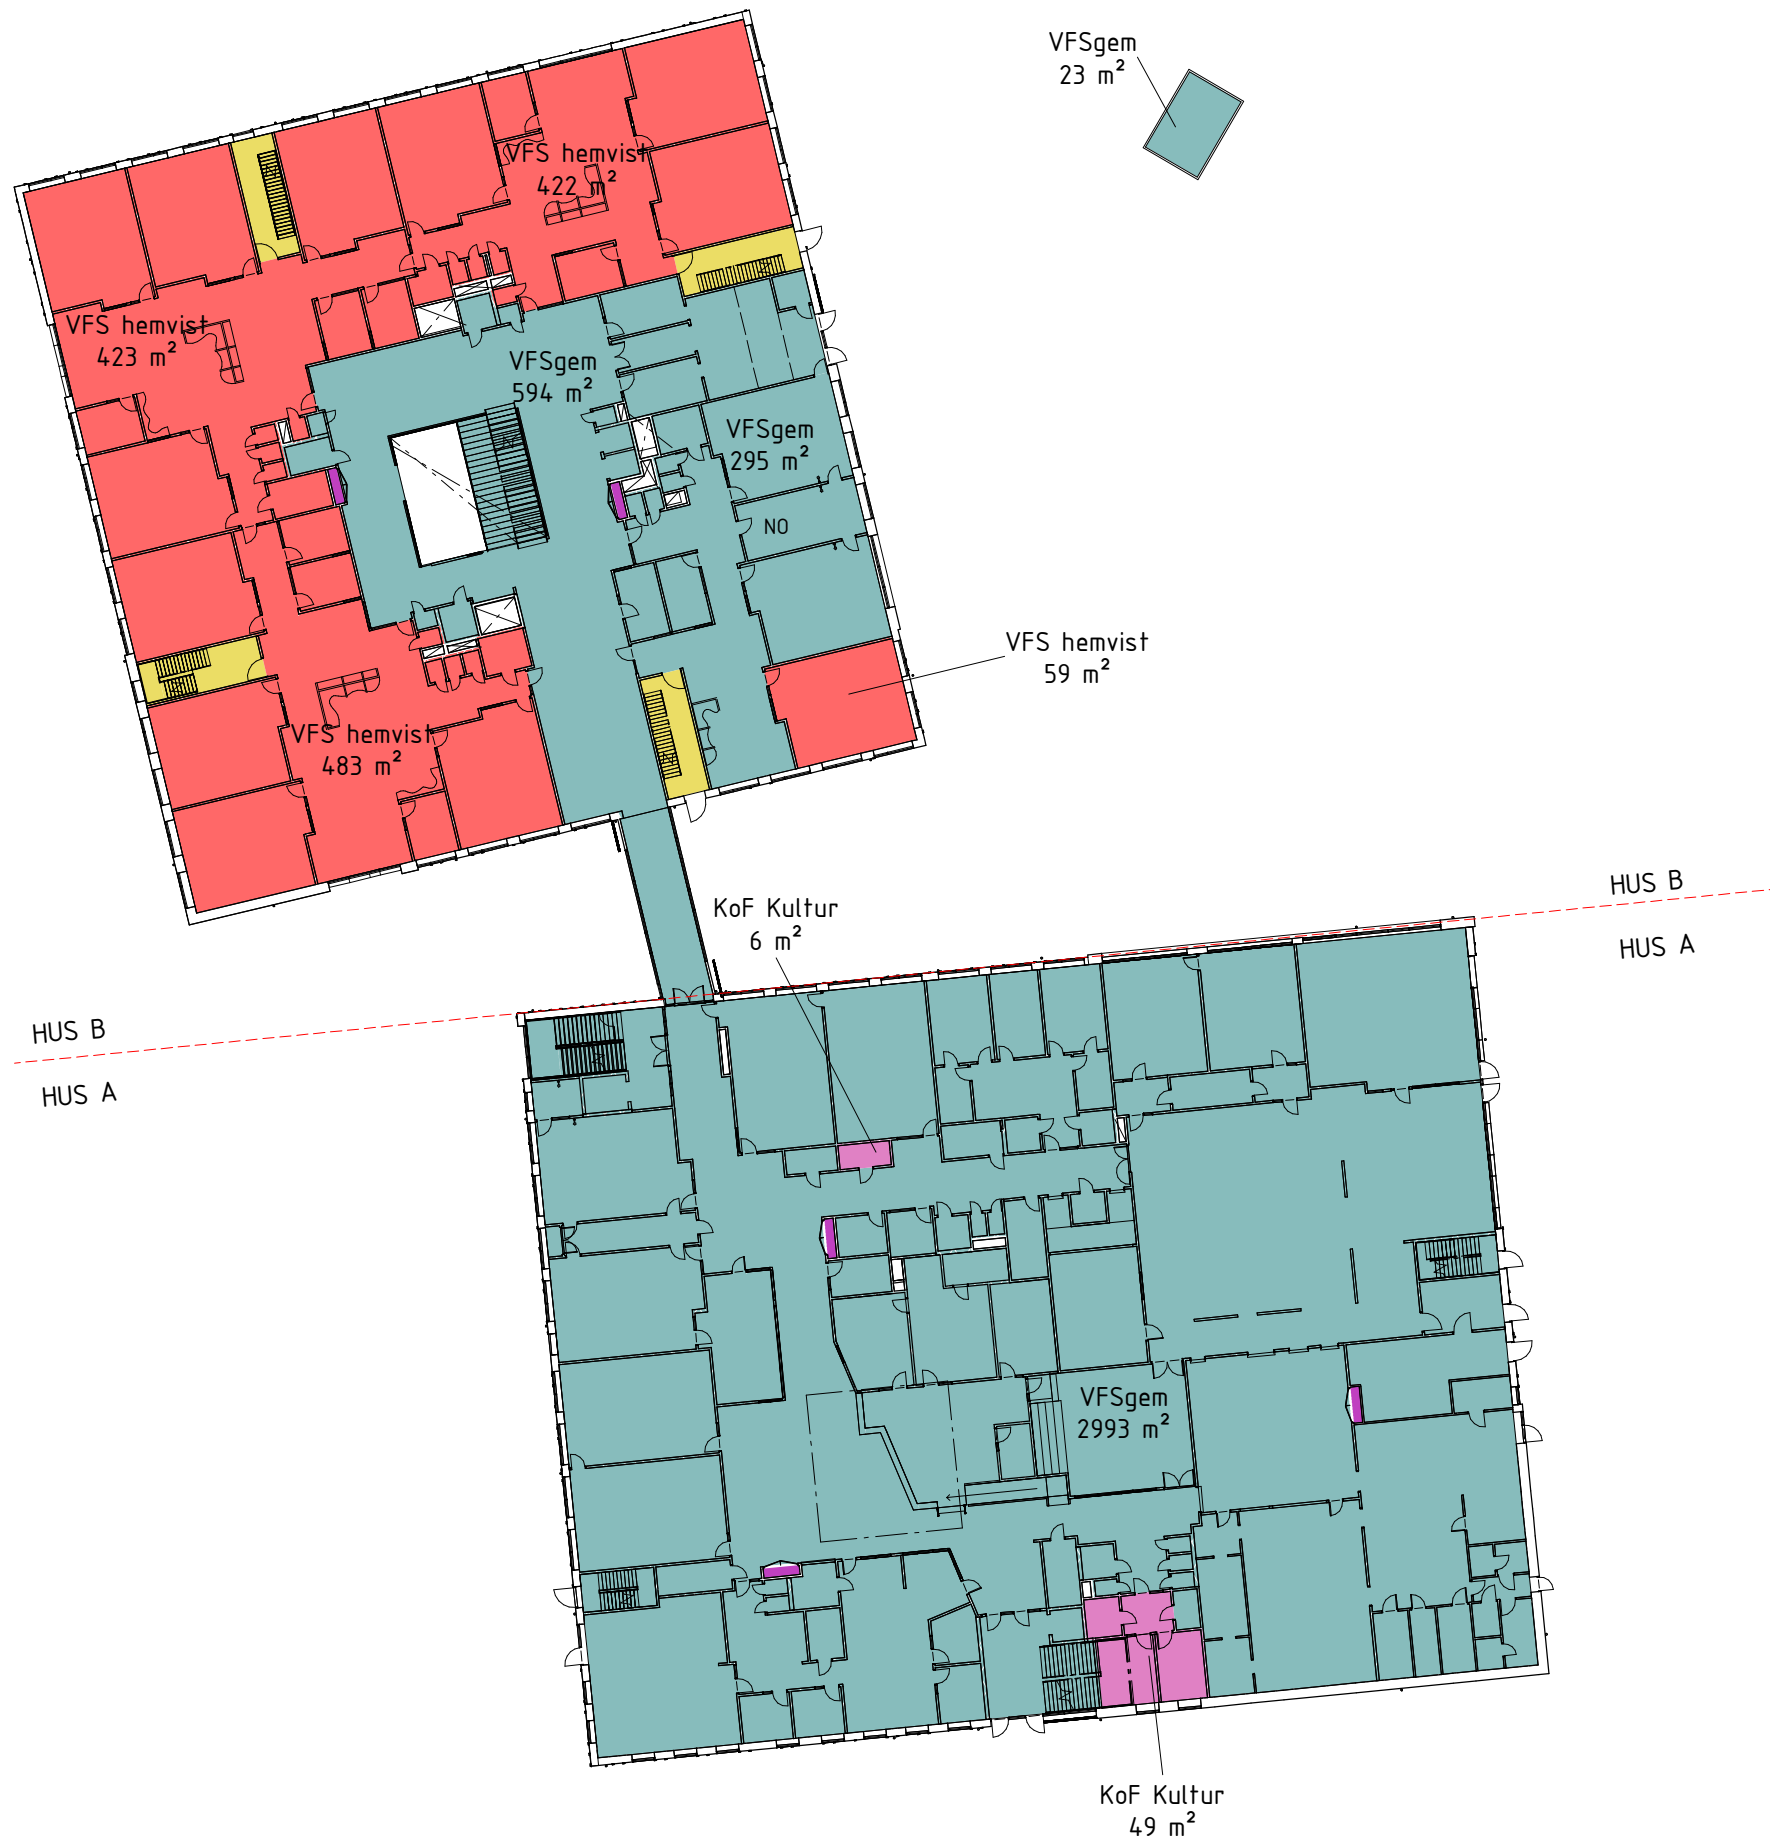 VFSgem
23 m²
VFS hemvist
422 m²
VFS hemvist
423 m²
VFSgem
594 m²
VFSgem
295 m²
NO
VFS hemvist
59 m²
VFS hemvist
483 m²
HUS B
HUS A
KoF Kultur
6 m²
HUS B
HUS A
VFSgem
2993 m²
KoF Kultur
49 m²